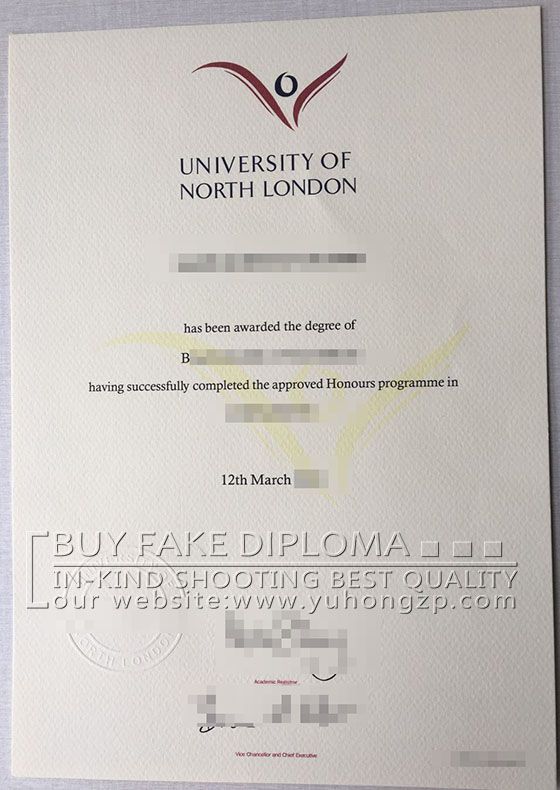 UNIVERSITY OF
NORTH LONDON
has been awarded the degree of
B
having successfully completed the approved Honours programme in
12th March
BUY FAKE DIPLOMA
IN-KIND SHOOTING BEST QUALITY
our website:www.yuhongzp.com
NORTH LONDON
Academic Registrar
Vice Chancellor and Chief Executive